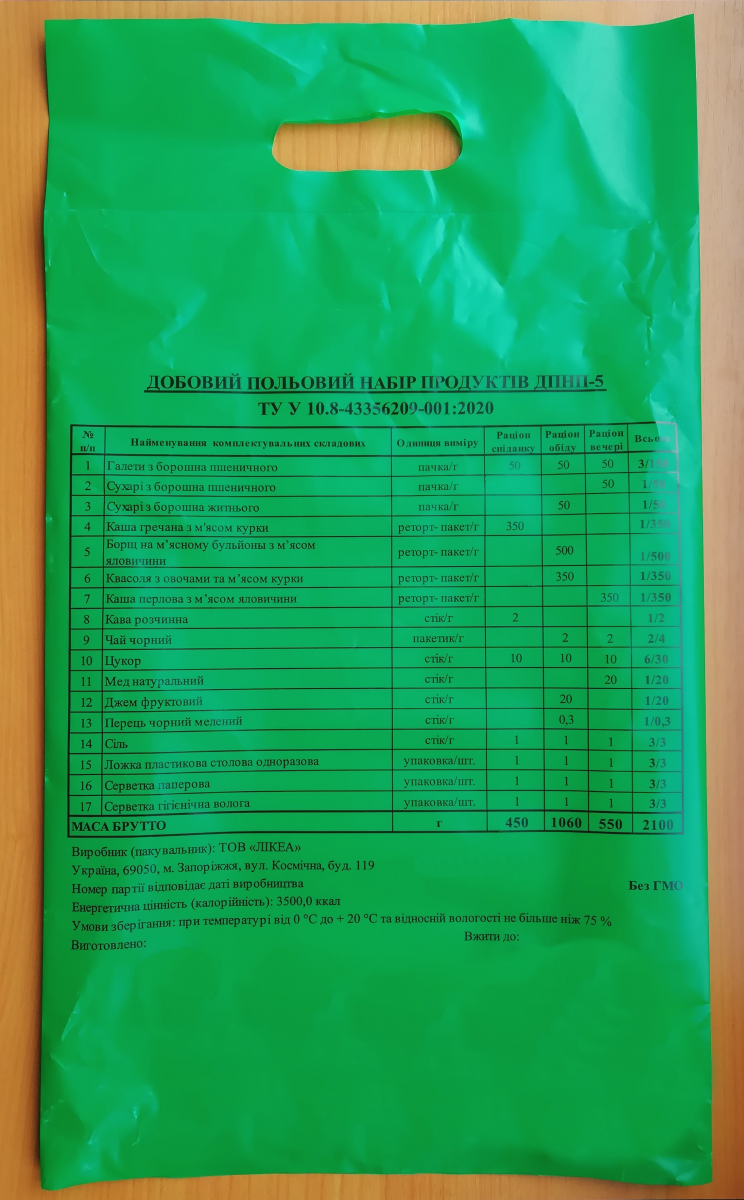 ДОБОВИЙ ПОЛЬОВИЙ НАБІР ПРОДУКТІВ ДПНП-5
ТУ У 10.8-43356209-001:2020
№ п/п Найменування комплектувальних складових Одиниця виміру Раціон сніданку Раціон обіду Раціон вечері
1 Галети з борошна пшеничного пачка/г 50 50 50
2 Сухарі з борошна пшеничного пачка/г 50 1/50
3 Сухарі з борошна житнього пачка/г 50 1/50
4 Каша гречана з м'ясом курки реторт- пакет/г 350 1/350
5 Борщ на м’ясному бульйоны з м’ясом
яловичини реторт- пакет/г 500 1/500
6 Квасоля з овочами та м’ясом курки реторт- пакет/г 350 1/350
7 Каша перлова з м’ясом яловичини реторт- пакет/г 350 1/350
8 Кава розчинна стік/г 2 1/2
9 Чай чорний пакетик/г 2 2 2/4
10 Цукор стік/г 10 10 10 6/30
11 Мед натуральний стік/г 20 1/20
12 Джем фруктовий стік/г 20 1/20
13 Перець чорний мелений стік/г 0,3 1/0,3
14 Сіль стік/г 1 1 1 3/3
15 Ложка пластикова столова одноразова упаковка/шт. 1 1 1 3/3
16 Серветка паперова упаковка/шт. 1 1 1 3/3
17 Серветка гігієнічна волога упаковка/шт. 1 1 1 3/3
МАСА БРУТТО г 450 1060 550 2100
Виробник (пакувальник): ТОВ «ЛІКЕА»
Україна, 69050, м. Запоріжжя, вул. Космічна, буд. 119
Номер партії відповідає даті виробництва Без ГМО
Енергетична цінність (калорійність): 3500,0 ккал
Умови зберігання: при температурі від 0 °С до + 20 °С та відносній вологості не більше ніж 75 %
Виготовлено: Вжити до: